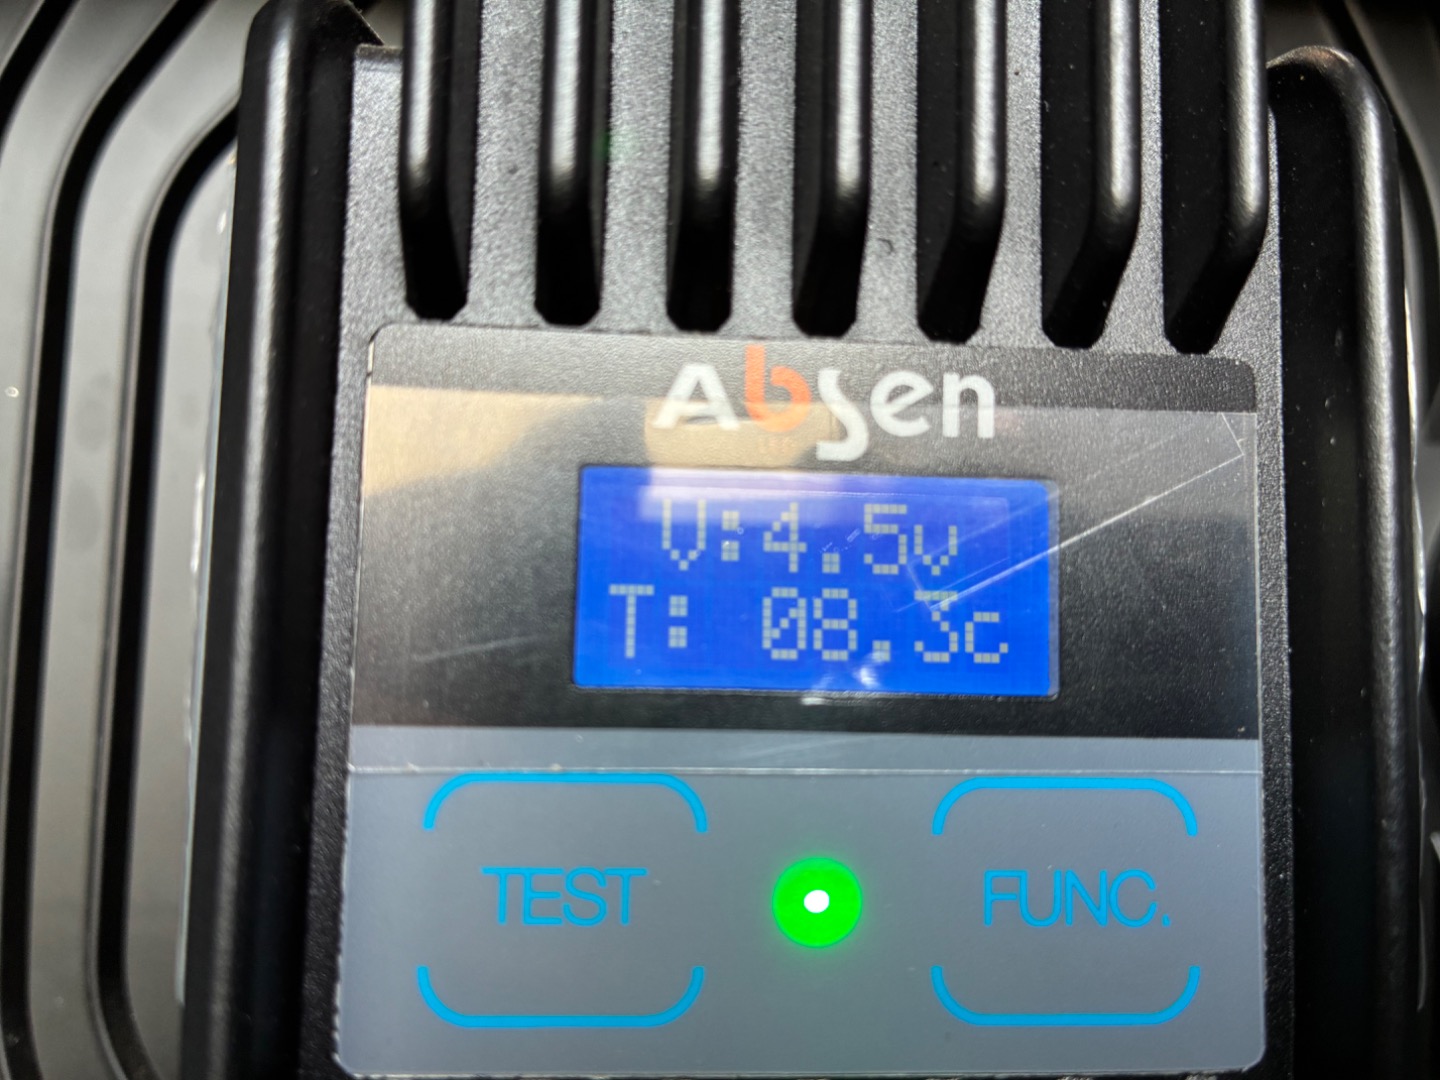 Absen
V:4.5v
T: 08.3c
TEST
FUNC.